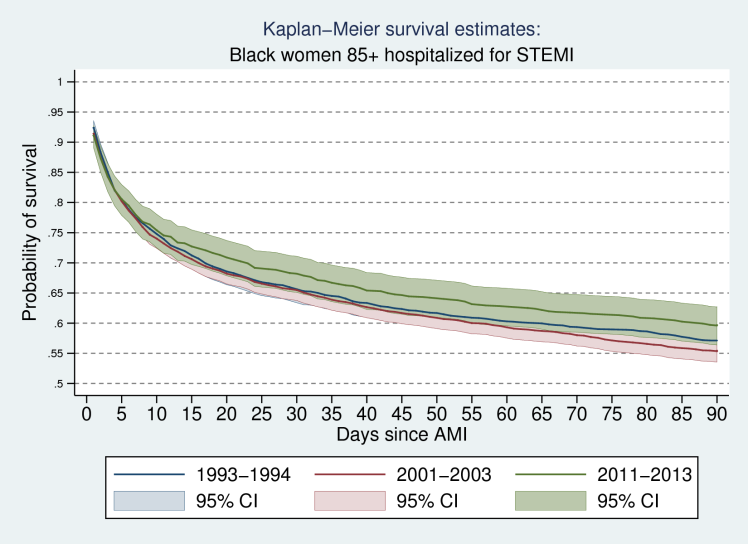 Kaplan−Meier survival estimates:
Black women 85+ hospitalized for STEMI
Probability of survival
1
.95
.9
.85
.8
.75
.7
.65
.6
.55
.5
0 5 10 15 20 25 30 35 40 45 50 55 60 65 70 75 80 85 90
Days since AMI
1993−1994 2001−2003 2011−2013
95% CI 95% CI 95% CI